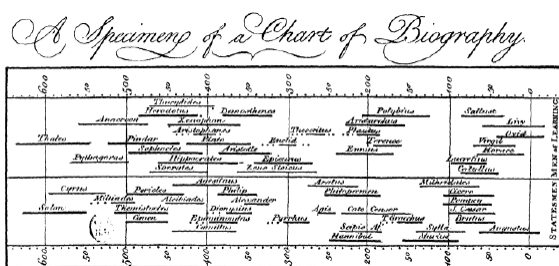 A Specimen of a Chart of Biography.
600 50 500 50 400 50 300 50 200 50 100 50 0
Thucydides
Herodotus Demosthenes Polybius Sallust
Anacreon Xenophon Livy
Aristophanes Theocritus Plautus Ovid
Thales Pindar Plato Euclid Terence Virgil
Sophocles Aristotle Ennius Horace
Pythagoras Hippocrates Epicurus Lucretius
Socrates Zeno Stoicus Catullus
MEN of LEARNING.
Aratus Mithridates
Cyrus Pericles Philip Philopoemen Cicero
Miltiades Alcibiades Alexander Pompey
Solon Themistocles Dionysius Agis Cato Censor J. Caesar
Cimon Epaminondas Pyrrhus T. Gracchus Brutus
Camillus Scipio Af. Sylla Augustus
Hannibal Marius
STATESMEN
600 50 500 50 400 50 300 50 200 50 100 50 0